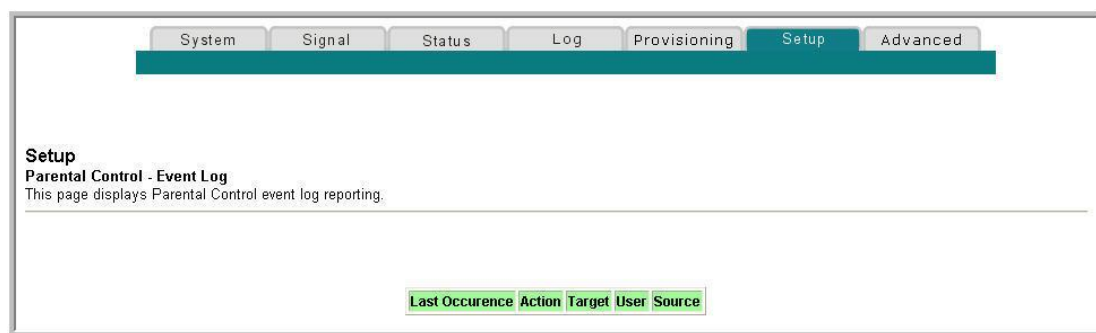 System Signal Status Log Provisioning Setup Advanced
Setup
Parental Control - Event Log
This page displays Parental Control event log reporting.
Last Occurence Action Target User Source